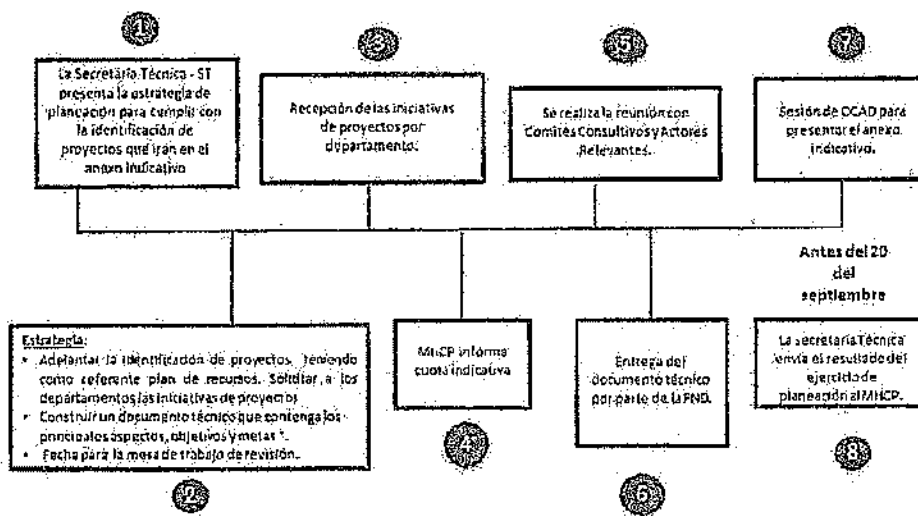 1
La Secretaria Técnica - ST
presenta la estrategia de
planeación para cumplir con
la identificación de
proyectos que irán en el
anexo indicativo
3
Recepción de las iniciativas
de proyectos por
departamento.
5
Se realiza la reunión con
Comités Consultivos y Actores
Relevantes.
7
Sesión de OCAD para
presentar el anexo
indicativo.
Estrategia:
• Adelantar la identificación de proyectos, teniendo
como referente plan de recursos. Solicitar a los
departamentos las iniciativas de proyectos
• Construir un documento técnico que contenga los
principales aspectos, objetivos y metas *.
• Fecha para la mesa de trabajo de revisión.
2
MHCP informa
cuota indicativa
4
Entrega del
documento técnico
por parte de la FND.
6
Antes del 20
del
septiembre
La Secretaria Técnica
envía el resultado del
ejercicio de
planeación al MHCP.
8